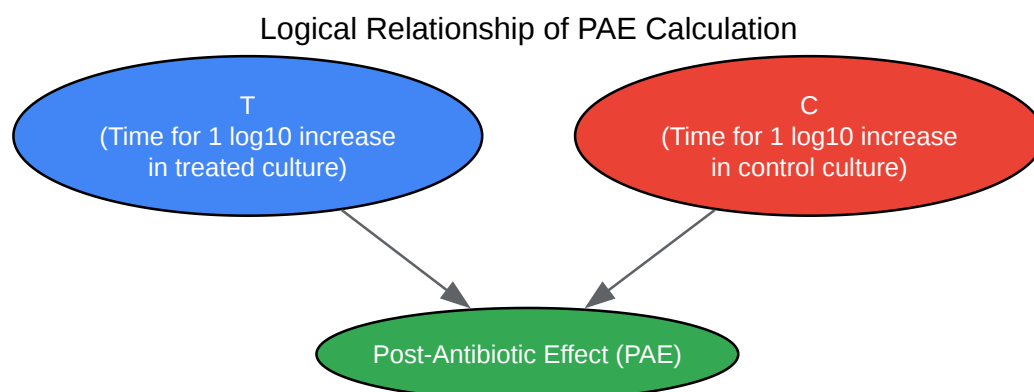 Logical Relationship of PAE Calculation
T
(Time for 1 log10 increase
in treated culture)
C
(Time for 1 log10 increase
in control culture)
Post-Antibiotic Effect (PAE)